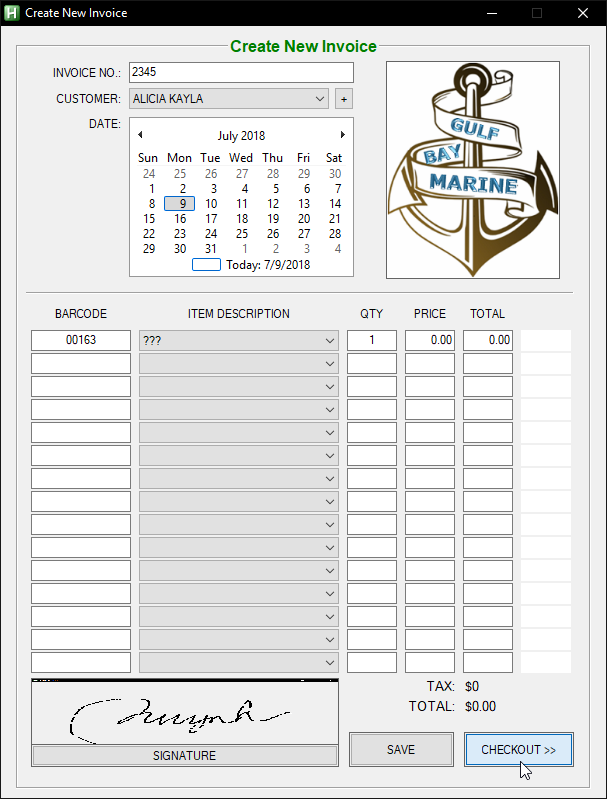 Create New Invoice
Create New Invoice
INVOICE NO.: 2345
CUSTOMER: ALICIA KAYLA +
DATE:
July 2018
Sun Mon Tue Wed Thu Fri Sat
24 25 26 27 28 29 30
1 2 3 4 5 6 7
8 9 10 11 12 13 14
15 16 17 18 19 20 21
22 23 24 25 26 27 28
29 30 31 1 2 3 4
Today: 7/9/2018
GULF
BAY
MARINE
BARCODE ITEM DESCRIPTION QTY PRICE TOTAL
00163 ??? 1 0.00 0.00
TAX: $0
TOTAL: $0.00
SIGNATURE
SAVE
CHECKOUT >>